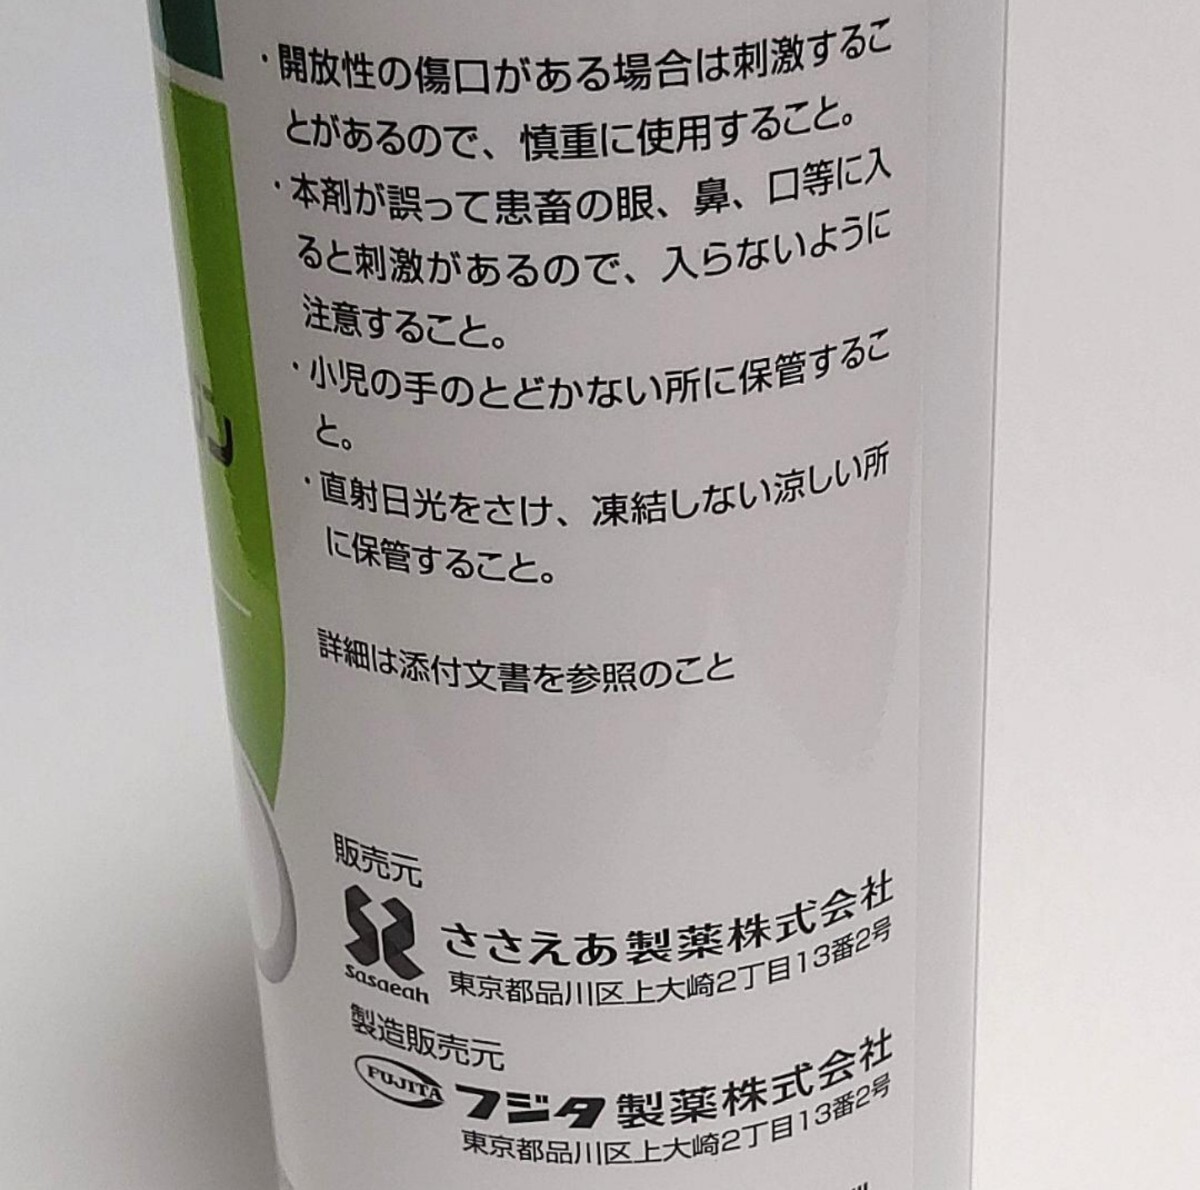 ・開放性の傷口がある場合は刺激するこ
とがあるので、慎重に使用すること。
・本剤が誤って患畜の眼、鼻、口等に入
ると刺激があるので、入らないように
注意すること。
・小児の手のとどかない所に保管するこ
と。
・直射日光をさけ、凍結しない涼しい所
に保管すること。
詳細は添付文書を参照のこと
販売元
sasaeah
ささえあ製薬株式会社
東京都品川区上大崎2丁目13番2号
製造販売元
FUJITA
フジタ製薬株式会社
東京都品川区上大崎2丁目13番2号